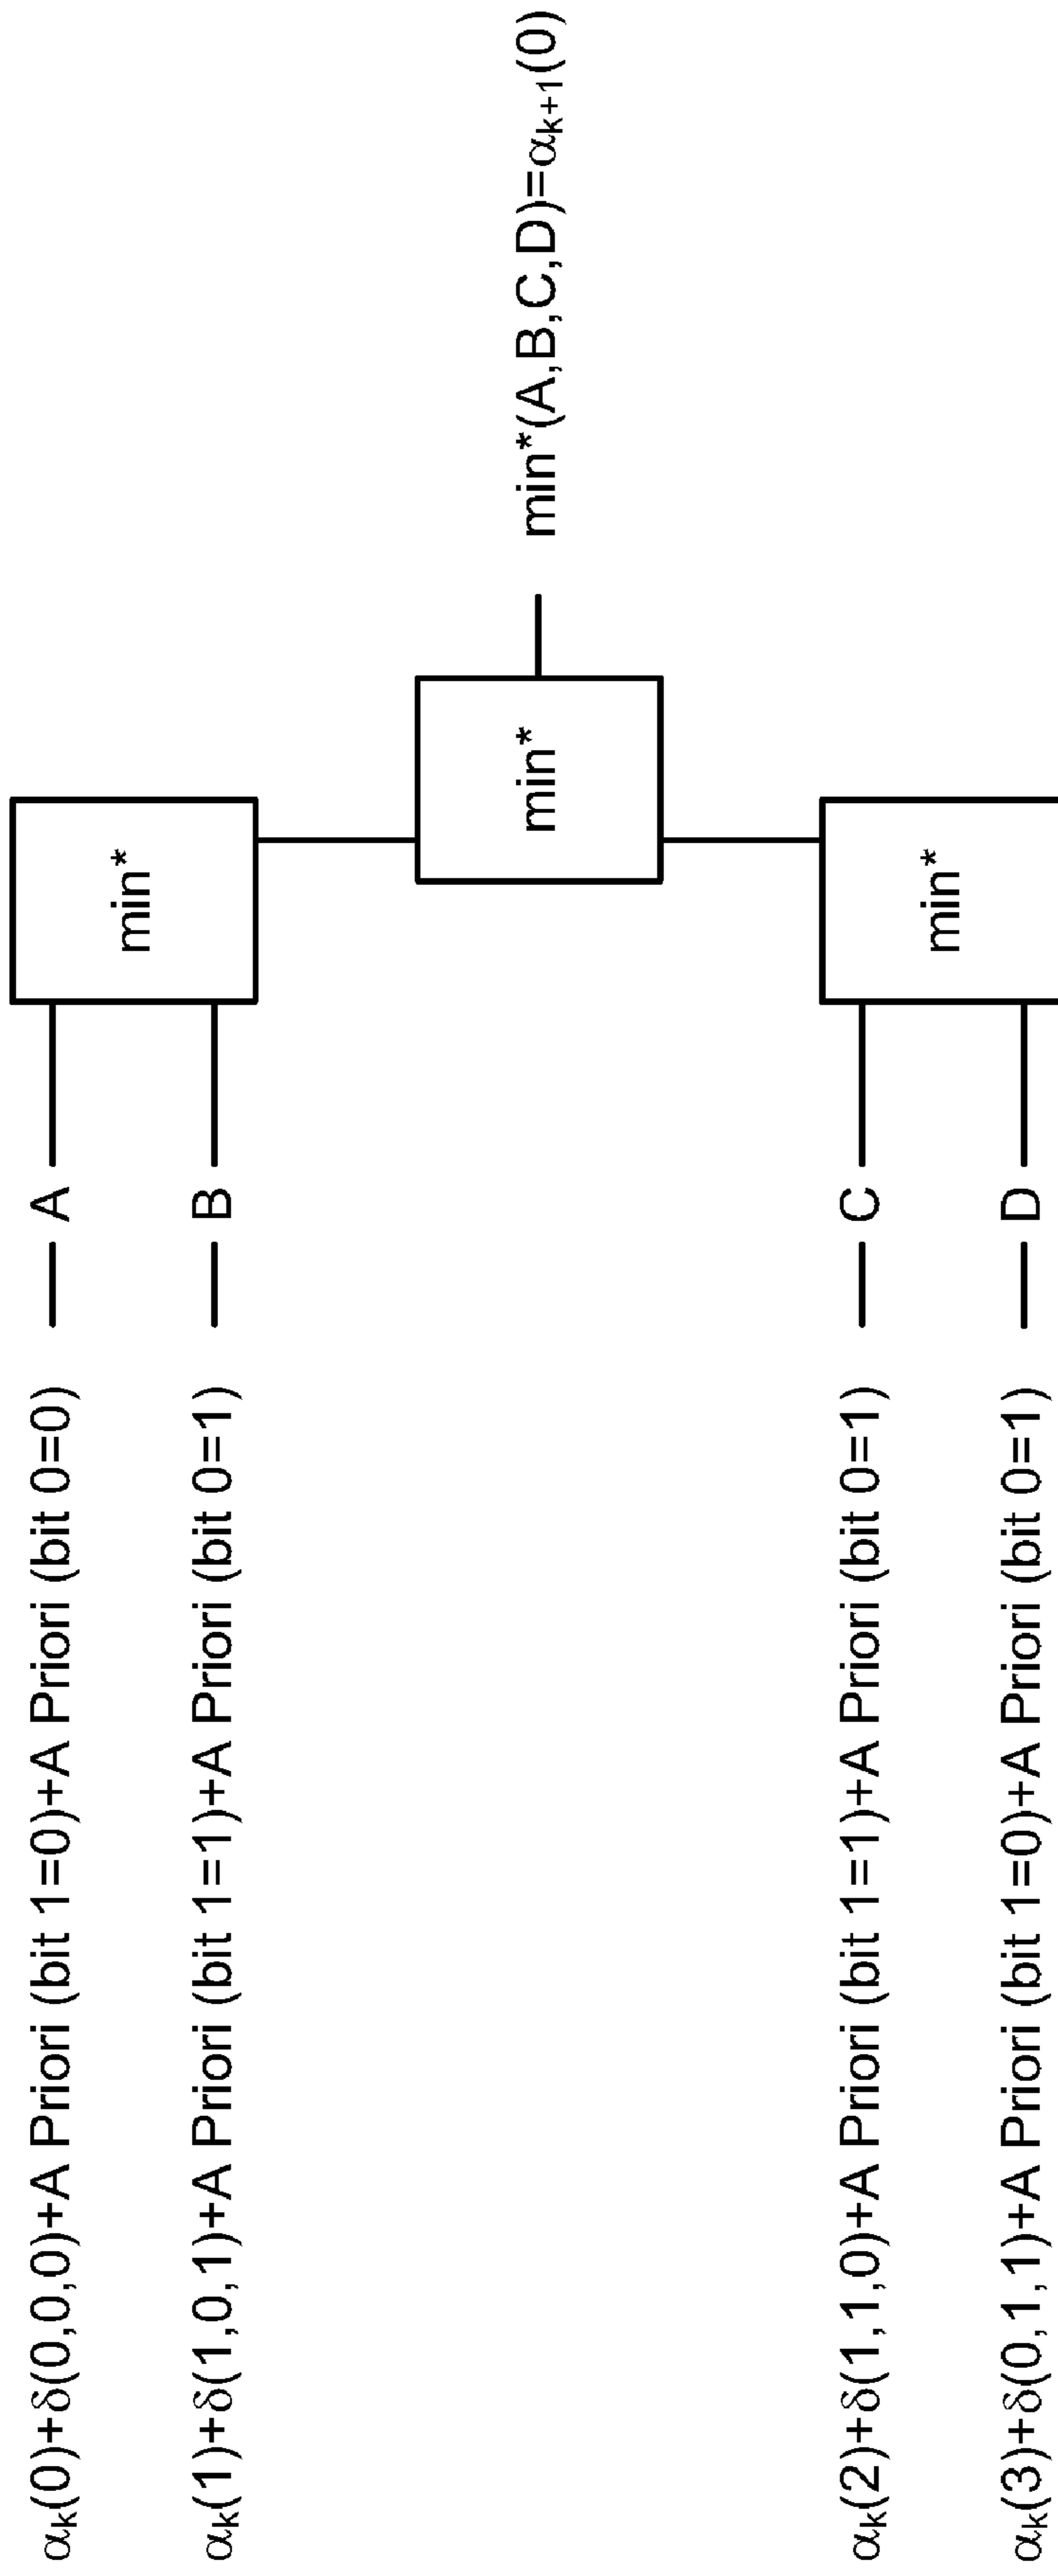 αk(0)+δ(0,0,0)+A Priori (bit 1=0)+A Priori (bit 0=0) — A
min*
αk(1)+δ(1,0,1)+A Priori (bit 1=1)+A Priori (bit 0=1) — B
min*
min*(A,B,C,D)=αk+1(0)
αk(2)+δ(1,1,0)+A Priori (bit 1=1)+A Priori (bit 0=1) — C
min*
αk(3)+δ(0,1,1)+A Priori (bit 1=0)+A Priori (bit 0=1) — D